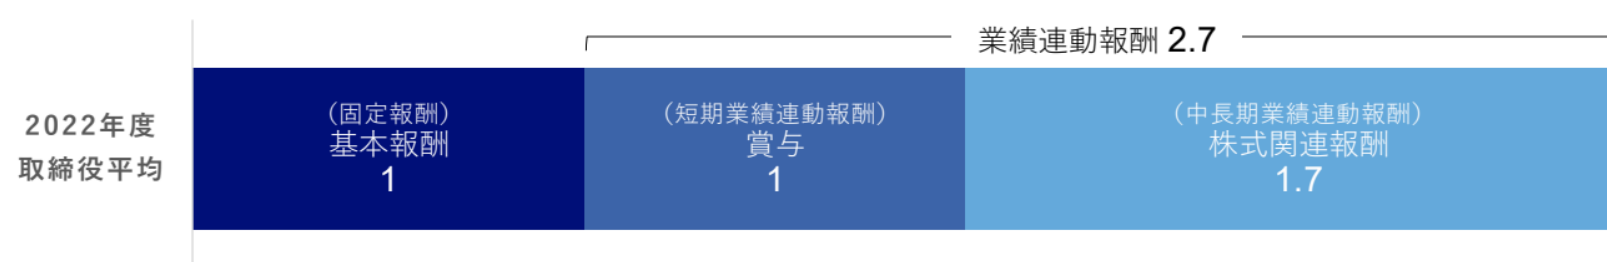 業績連動報酬 2.7
2022年度
取締役平均
（固定報酬）
基本報酬
1
（短期業績連動報酬）
賞与
1
（中長期業績連動報酬）
株式関連報酬
1.7